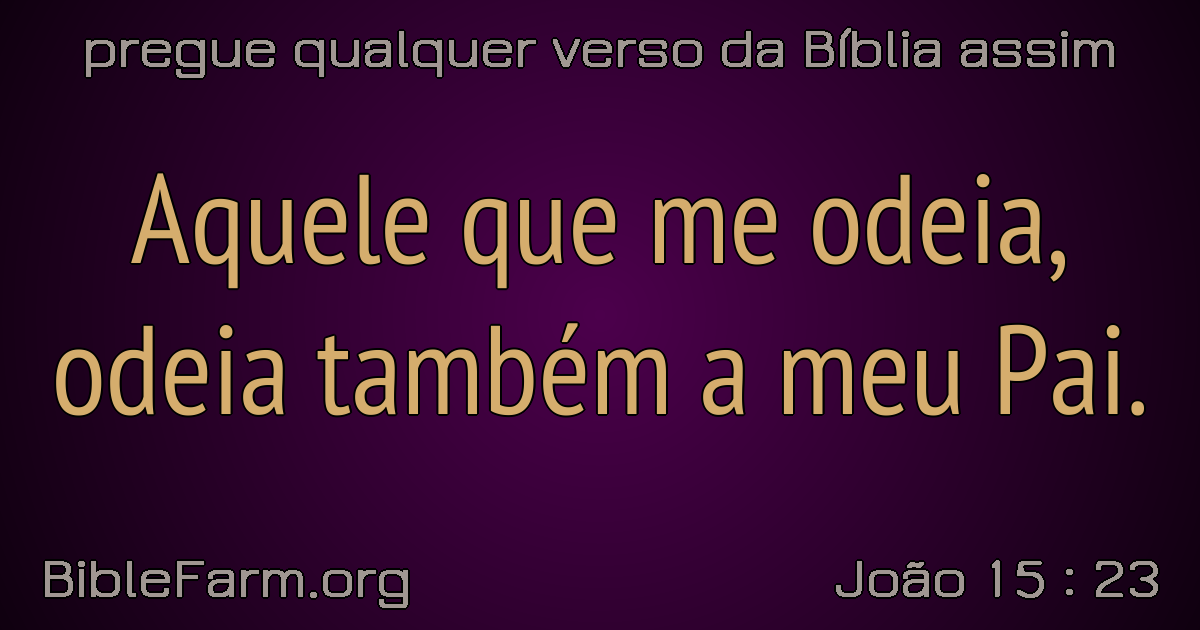 pregue qualquer verso da Bíblia assim
Aquele que me odeia,
odeia também a meu Pai.
BibleFarm.org
João 15 : 23